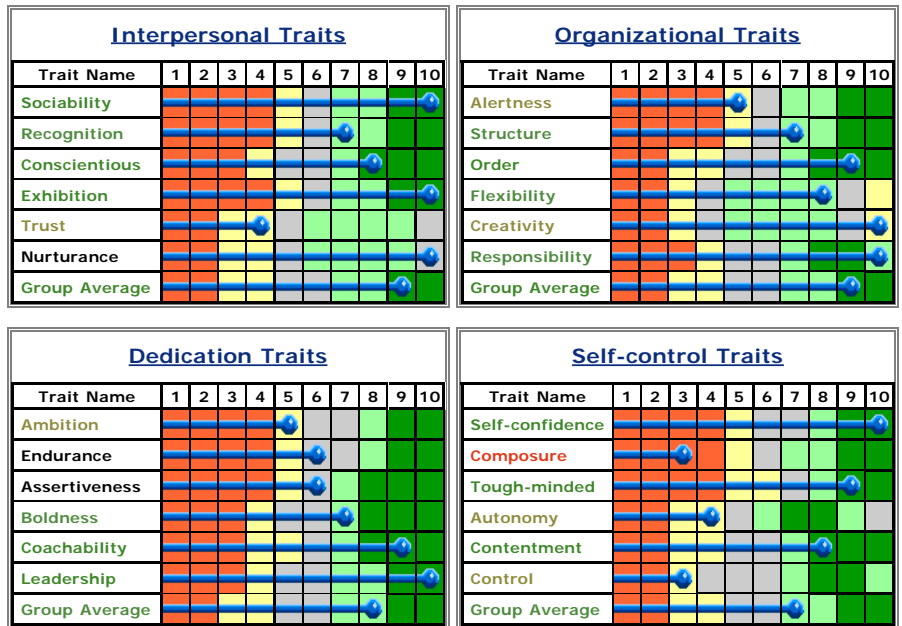 Interpersonal Traits
Trait Name 1 2 3 4 5 6 7 8 9 10
Sociability
Recognition
Conscientious
Exhibition
Trust
Nurturance
Group Average
Organizational Traits
Trait Name 1 2 3 4 5 6 7 8 9 10
Alertness
Structure
Order
Flexibility
Creativity
Responsibility
Group Average
Dedication Traits
Trait Name 1 2 3 4 5 6 7 8 9 10
Ambition
Endurance
Assertiveness
Boldness
Coachability
Leadership
Group Average
Self-control Traits
Trait Name 1 2 3 4 5 6 7 8 9 10
Self-confidence
Composure
Tough-minded
Autonomy
Contentment
Control
Group Average